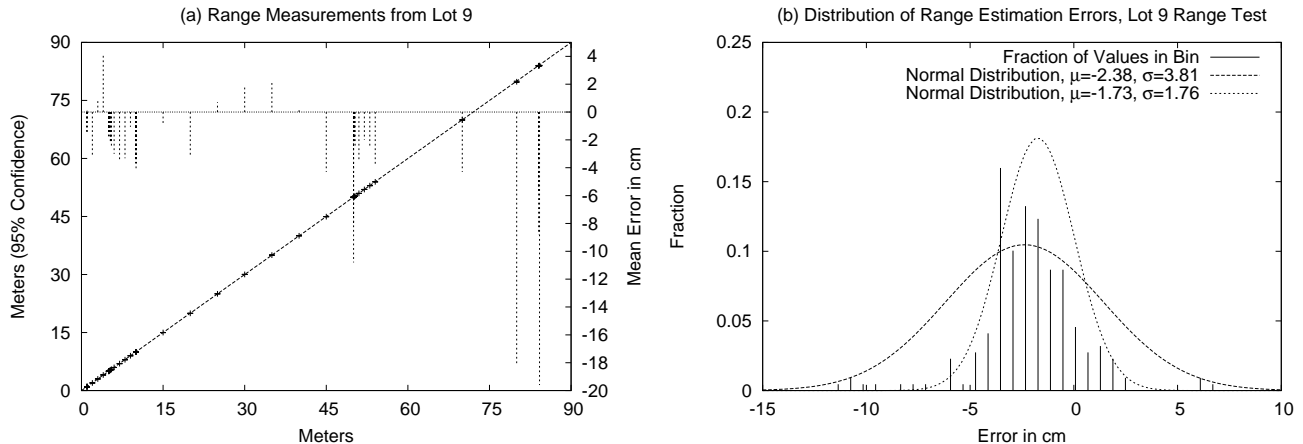 (a) Range Measurements from Lot 9
90
75
60
45
30
15
0
Meters (95% Confidence)
4
2
0
-2
-4
-6
-8
-10
-12
-14
-16
-18
-20
Mean Error in cm
0 15 30 45 60 75 90
Meters
(b) Distribution of Range Estimation Errors, Lot 9 Range Test
Fraction of Values in Bin
Normal Distribution, μ=-2.38, σ=3.81
Normal Distribution, μ=-1.73, σ=1.76
0.25
0.2
0.15
0.1
0.05
0
Fraction
-15 -10 -5 0 5 10
Error in cm